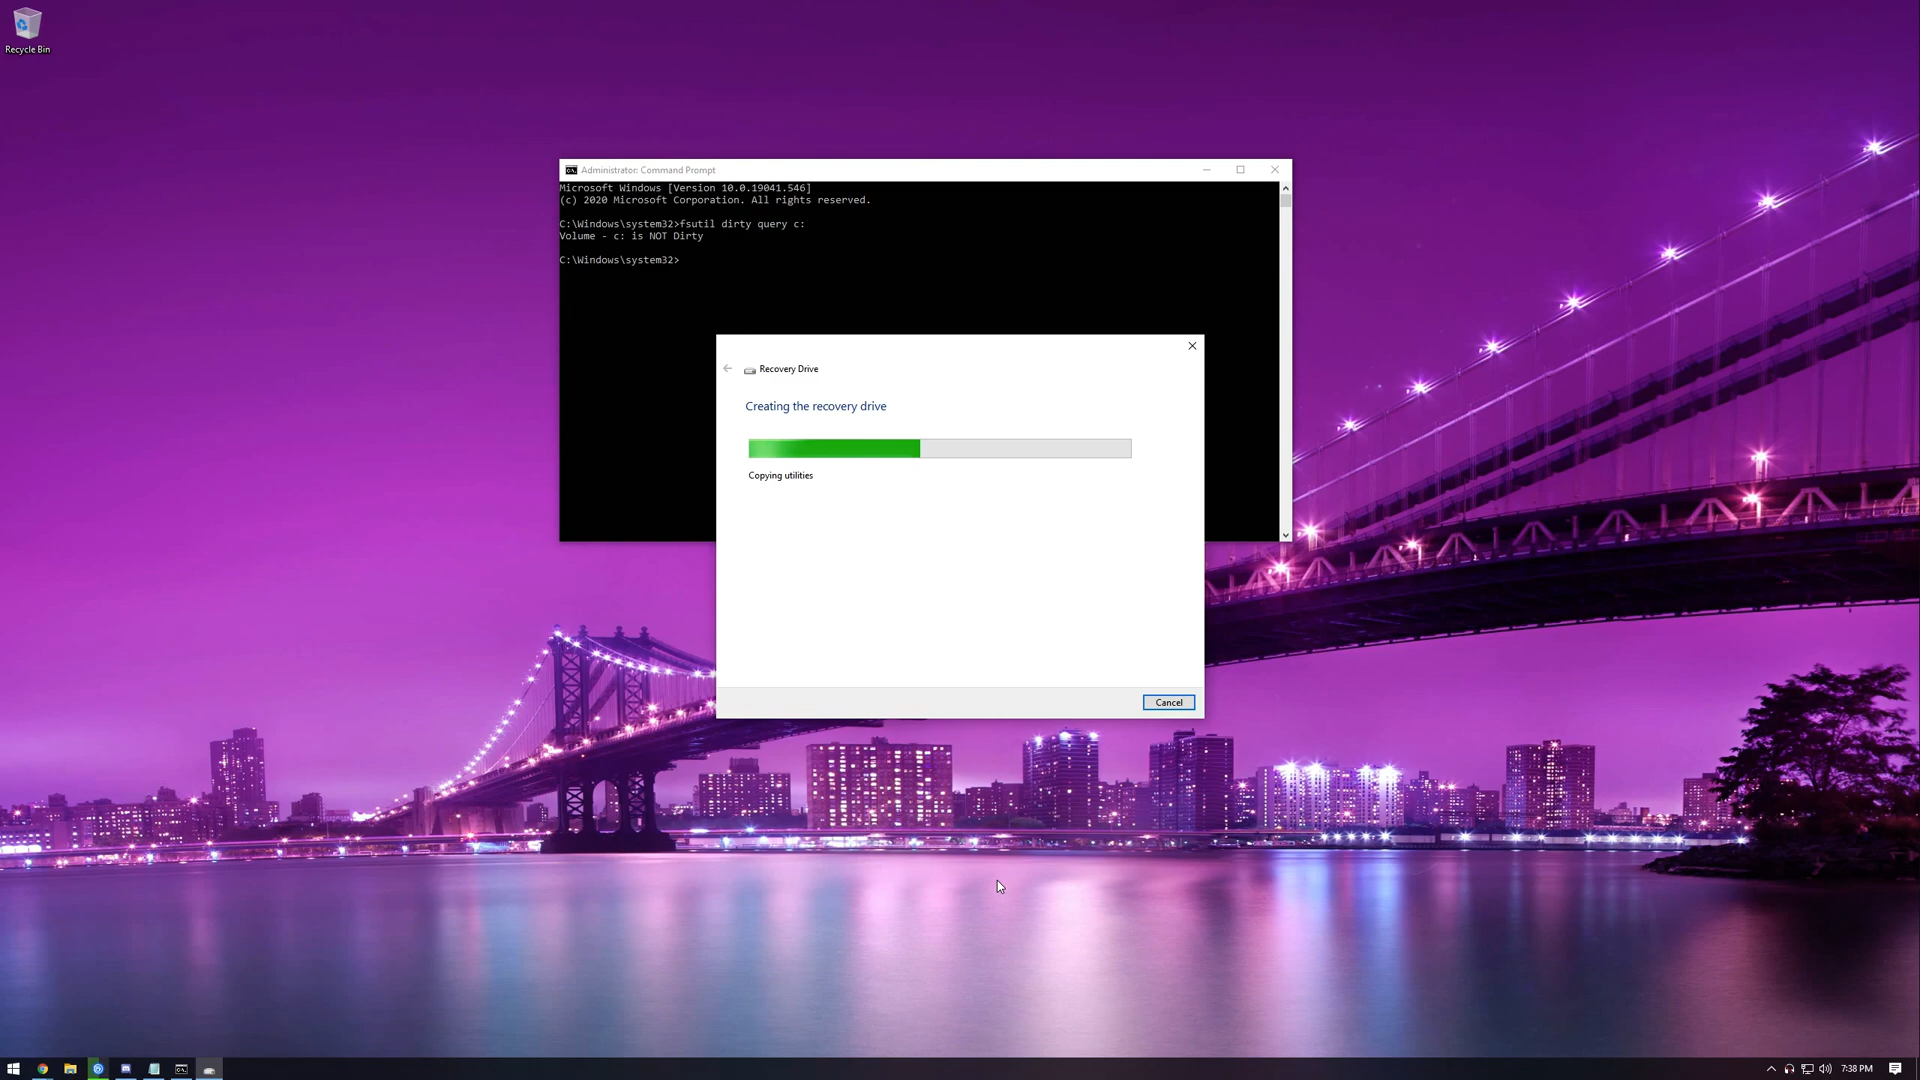 Recycle Bin
Administrator: Command Prompt
Microsoft Windows [Version 10.0.19041.546]
(c) 2020 Microsoft Corporation. All rights reserved.
C:\Windows\system32>fsutil dirty query c:
Volume - c: is NOT Dirty
C:\Windows\system32>
Recovery Drive
Creating the recovery drive
Copying utilities
Cancel
7:38 PM